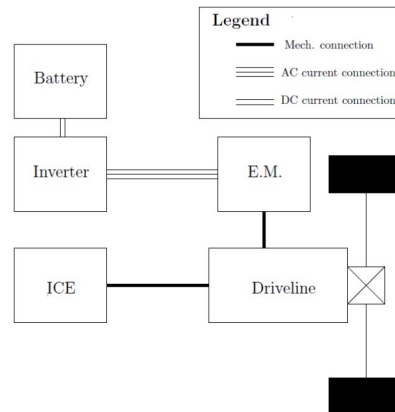 Legend
Mech. connection
AC current connection
DC current connection
Battery
Inverter
E.M.
ICE
Driveline